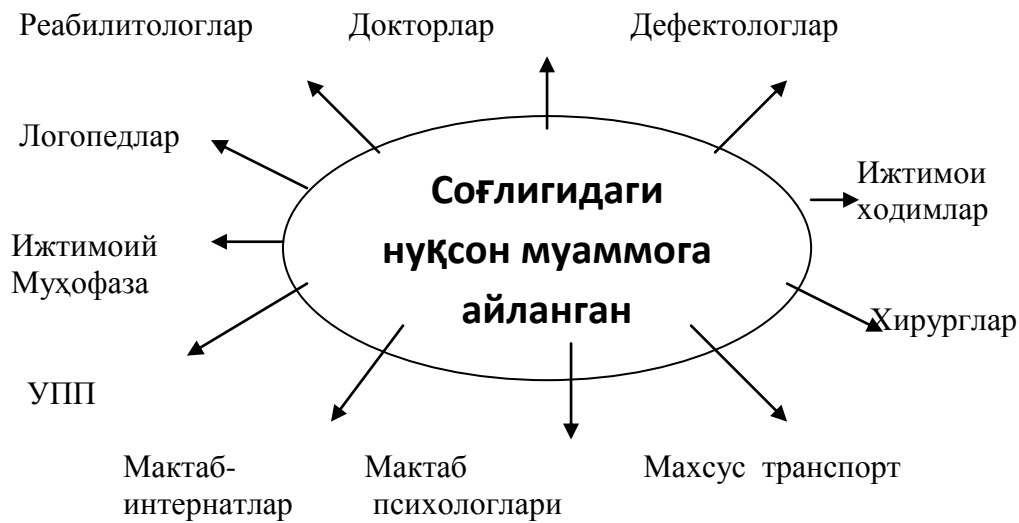 Реабилитологлар Докторлар Дефектологлар
Логопедлар
Соғлигидаги
нуқсон муаммога
айланган
Ижтимои
ходимлар
Ижтимоий
Муҳофаза
Хирурглар
УПП
Мактаб-
интернатлар
Мактаб
психологлари
Махсус транспорт